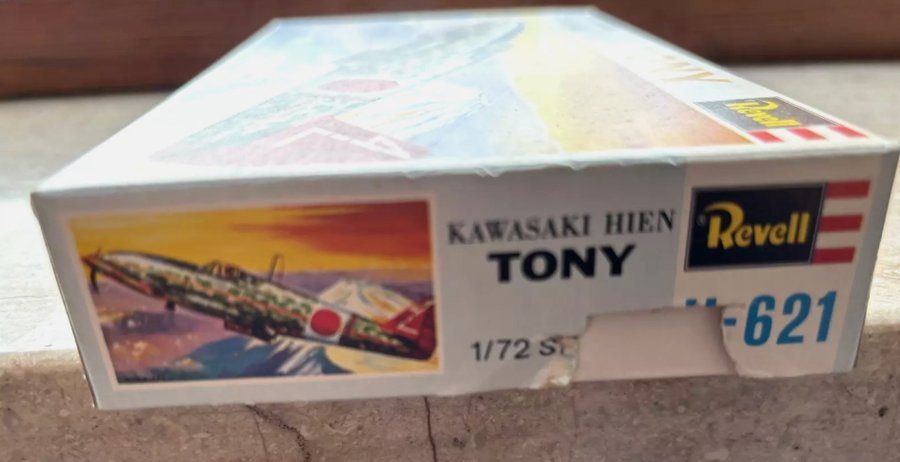 Revell
KAWASAKI HIEN
TONY
1/72
Revell
-621